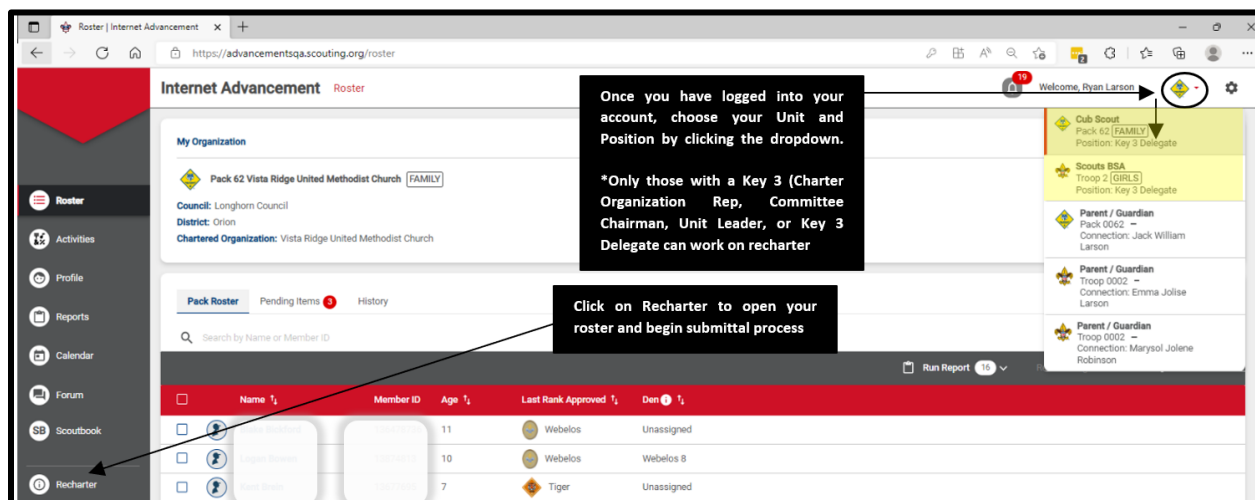 Roster | Internet Advancement
https://advancementsqa.scouting.org/roster
2
Internet Advancement Roster
19
Welcome, Ryan Larson
Once you have logged into your
account, choose your Unit and
Position by clicking the dropdown.
*Only those with a Key 3 (Charter
Organization Rep, Committee
Chairman, Unit Leader, or Key 3
Delegate can work on recharter
Cub Scout
Pack 62 FAMILY
Position: Key 3 Delegate
Scouts BSA
Troop 2 GIRLS
Position: Key 3 Delegate
Parent / Guardian
Pack 0062 –
Connection: Jack William
Larson
Parent / Guardian
Troop 0002 –
Connection: Emma Jolise
Larson
Parent / Guardian
Troop 0002 –
Connection: Marysol Jolene
Robinson
My Organization
Pack 62 Vista Ridge United Methodist Church FAMILY
Council: Longhorn Council
District: Orion
Chartered Organization: Vista Ridge United Methodist Church
Roster
Activities
Profile
Reports
Calendar
Forum
SB Scoutbook
Recharter
Click on Recharter to open your
roster and begin submittal process
Pack Roster Pending Items 3 History
Search by Name or Member ID
Run Report 16
Name Member ID Age Last Rank Approved Den
11 Webelos Unassigned
10 Webelos Webelos 8
7 Tiger Unassigned